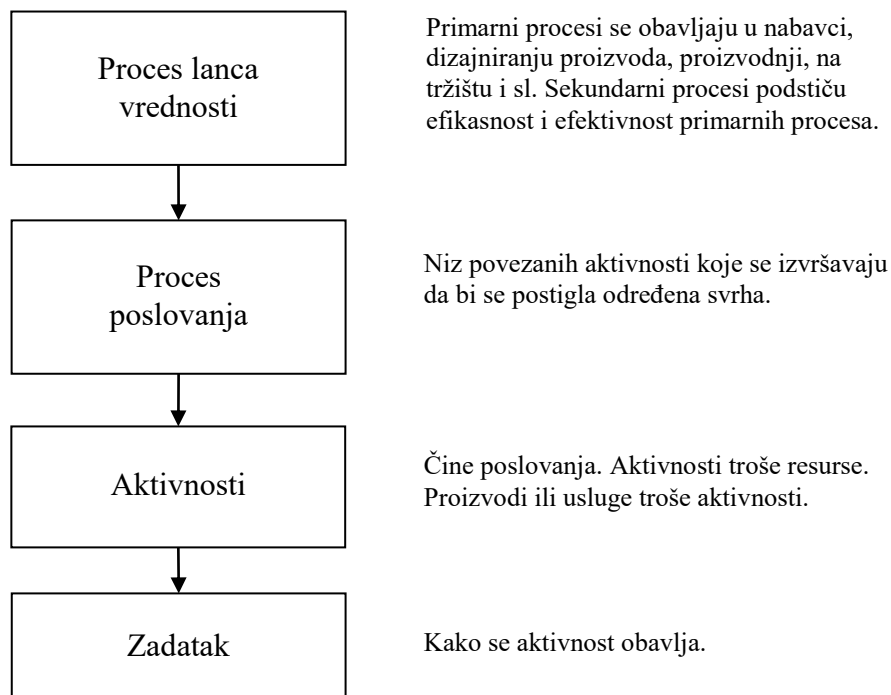 Proces lanca
vrednosti
Primarni procesi se obavljaju u nabavci,
dizajniranju proizvoda, proizvodnji, na
tržištu i sl. Sekundarni procesi podstiču
efikasnost i efektivnost primarnih procesa.
Proces
poslovanja
Niz povezanih aktivnosti koje se izvršavaju
da bi se postigla određena svrha.
Aktivnosti
Čine poslovanja. Aktivnosti troše resurse.
Proizvodi ili usluge troše aktivnosti.
Zadatak
Kako se aktivnost obavlja.